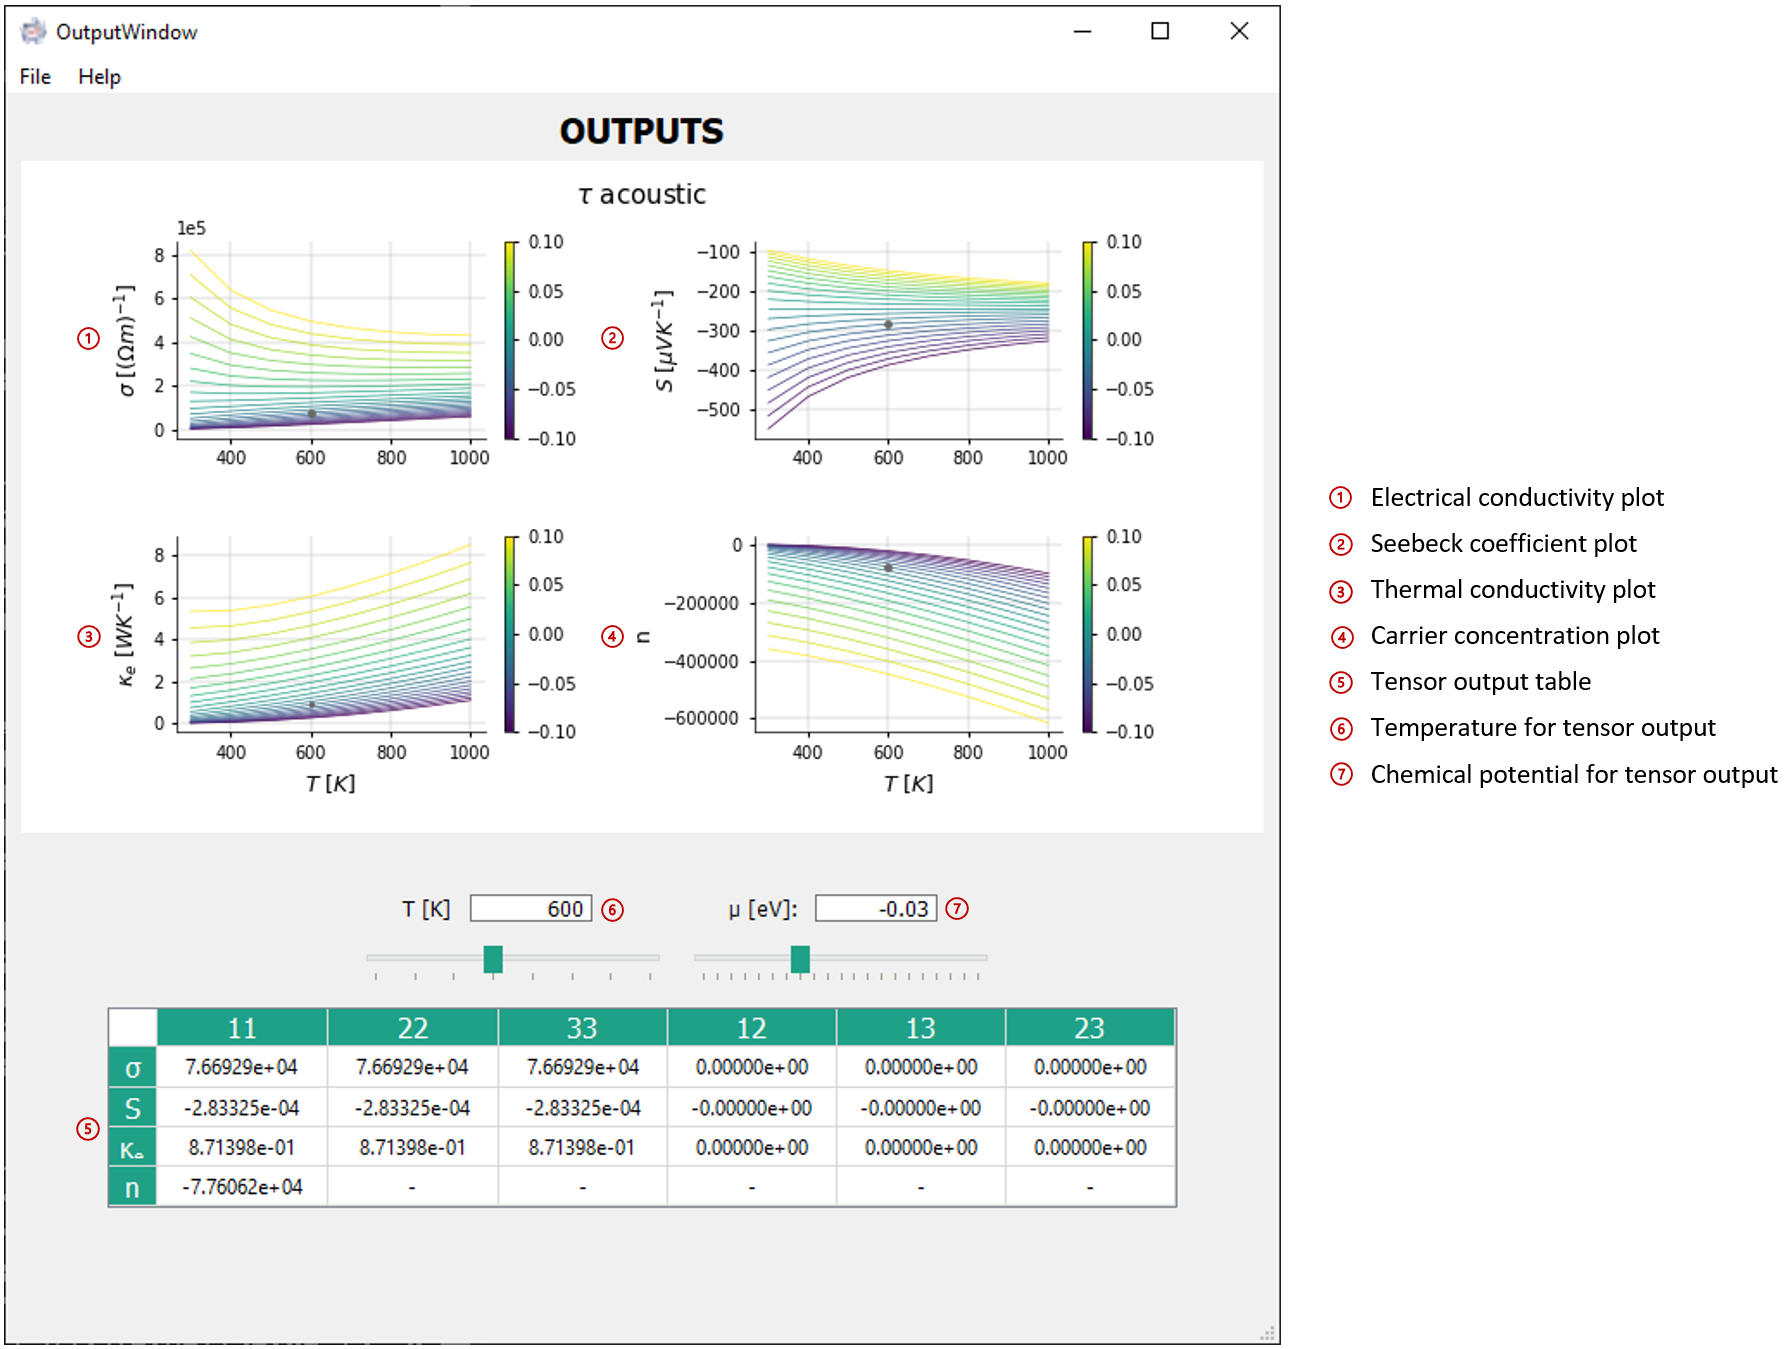 OutputWindow
File Help
OUTPUTS
τ acoustic
1e5
σ [(Ωm)⁻¹]
8
6
4
2
0
400 600 800 1000
0.10
0.05
0.00
−0.05
−0.10
①
S [μVK⁻¹]
−100
−200
−300
−400
−500
400 600 800 1000
0.10
0.05
0.00
−0.05
−0.10
②
κₑ [WK⁻¹]
8
6
4
2
0
400 600 800 1000
T [K]
0.10
0.05
0.00
−0.05
−0.10
③
n
0
−200000
−400000
−600000
400 600 800 1000
T [K]
0.10
0.05
0.00
−0.05
−0.10
④
T [K] 600 ⑥ μ [eV]: -0.03 ⑦
11 22 33 12 13 23
σ 7.66929e+04 7.66929e+04 7.66929e+04 0.00000e+00 0.00000e+00 0.00000e+00
S -2.83325e-04 -2.83325e-04 -2.83325e-04 -0.00000e+00 -0.00000e+00 -0.00000e+00
κₑ 8.71398e-01 8.71398e-01 8.71398e-01 0.00000e+00 0.00000e+00 0.00000e+00
n -7.76062e+04 - - - - -
⑤
① Electrical conductivity plot
② Seebeck coefficient plot
③ Thermal conductivity plot
④ Carrier concentration plot
⑤ Tensor output table
⑥ Temperature for tensor output
⑦ Chemical potential for tensor output